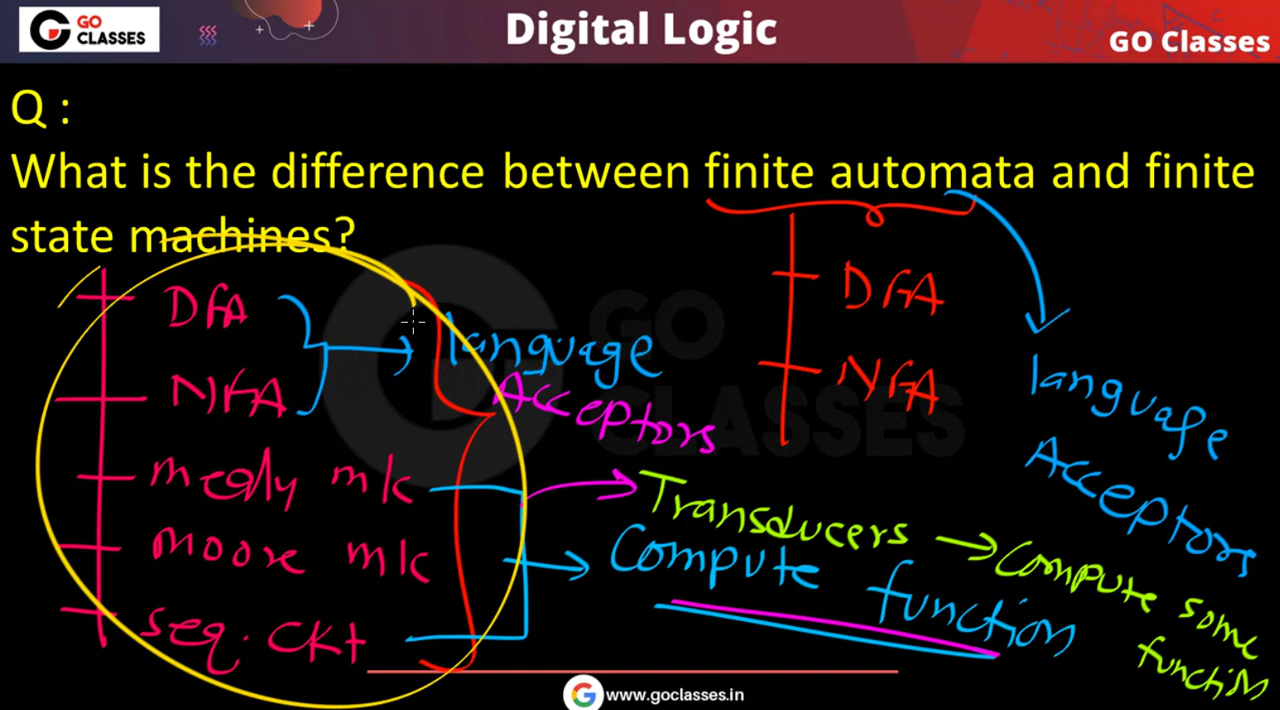 GO
CLASSES
Digital Logic
GO Classes
Q :
What is the difference between finite automata and finite
state machines?
DFA
NFA
mealy m/c
moore m/c
seq. ckt
language
Acceptors
Transducers → Compute some function
Compute function
DFA
NFA
language
Acceptors
GO
CLASSES
www.goclasses.in